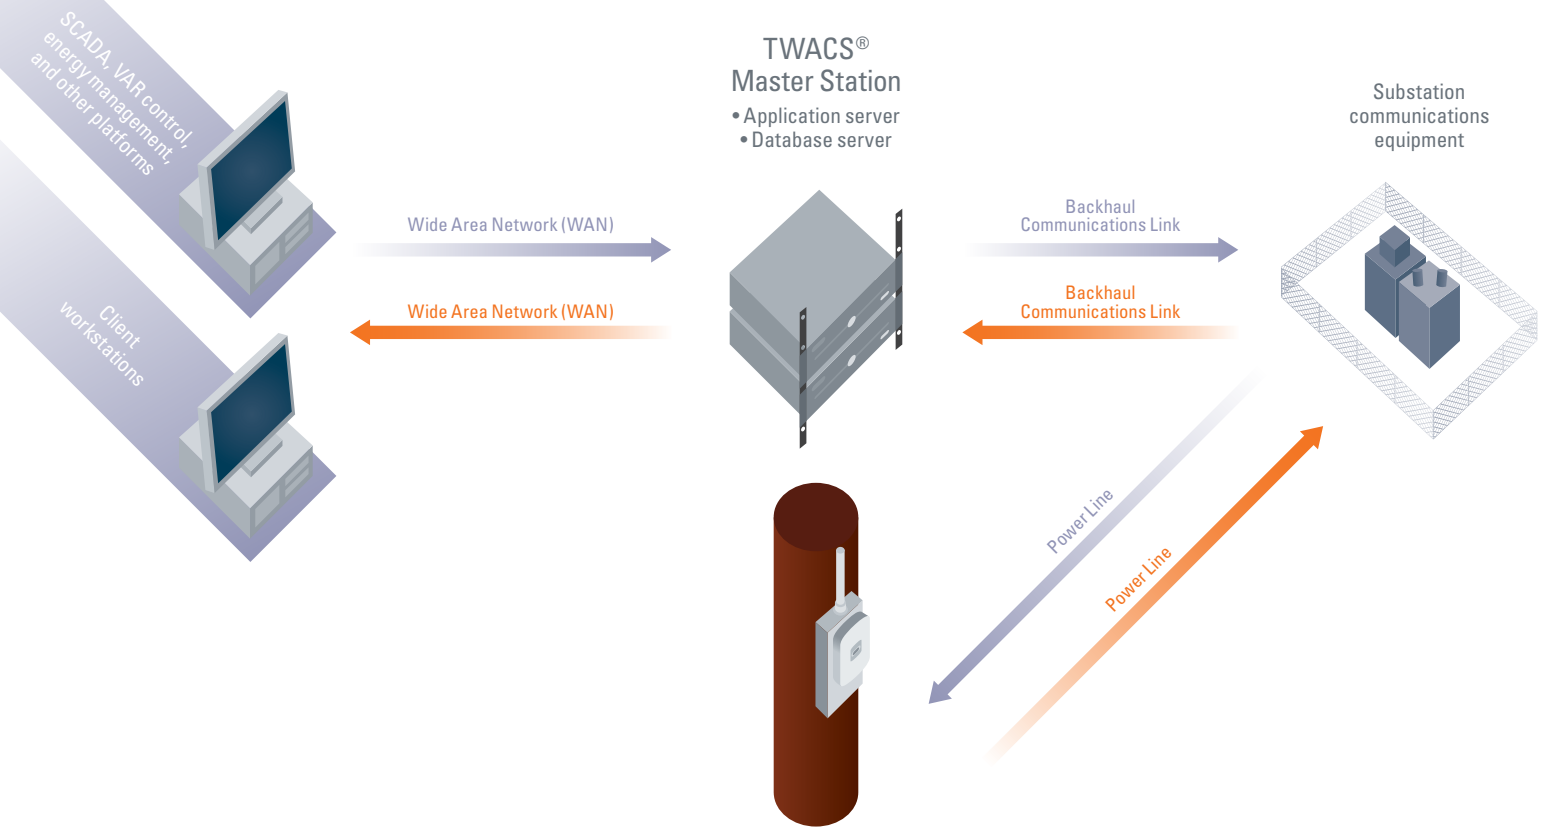 SCADA, VAR control,
energy management,
and other platforms
Client
workstations
Wide Area Network (WAN)
Wide Area Network (WAN)
TWACS®
Master Station
• Application server
• Database server
Backhaul
Communications Link
Backhaul
Communications Link
Substation
communications
equipment
Power Line
Power Line